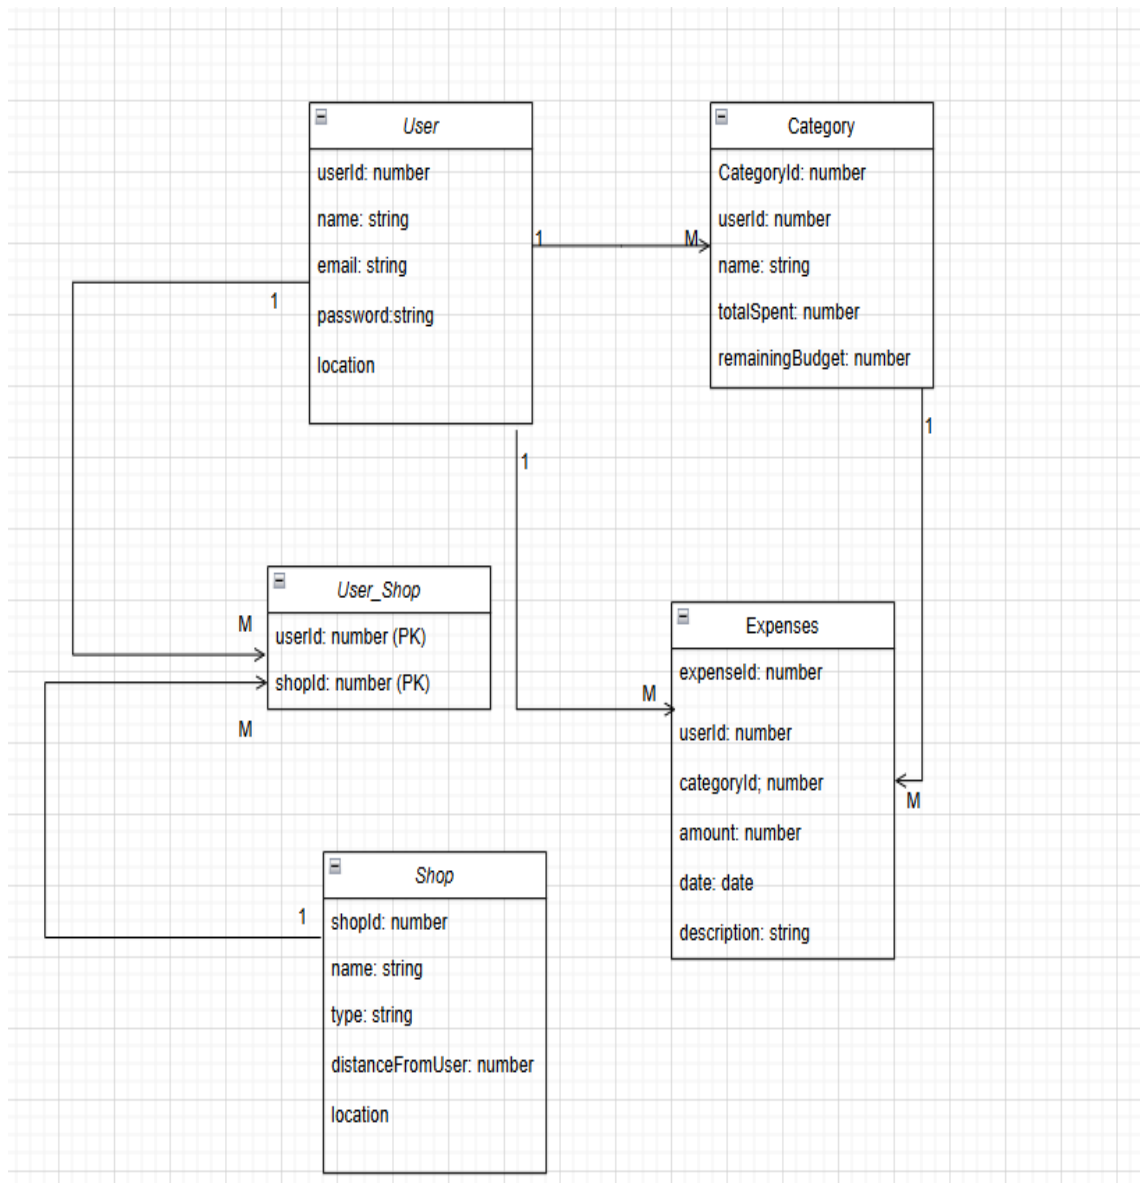 User
userId: number
name: string
email: string
password:string
location
Category
CategoryId: number
userId: number
name: string
totalSpent: number
remainingBudget: number
1
M
1
1
1
User_Shop
userId: number (PK)
shopId: number (PK)
M
M
Expenses
expenseId: number
userId: number
categoryId; number
amount: number
date: date
description: string
M
M
Shop
shopId: number
name: string
type: string
distanceFromUser: number
location
1